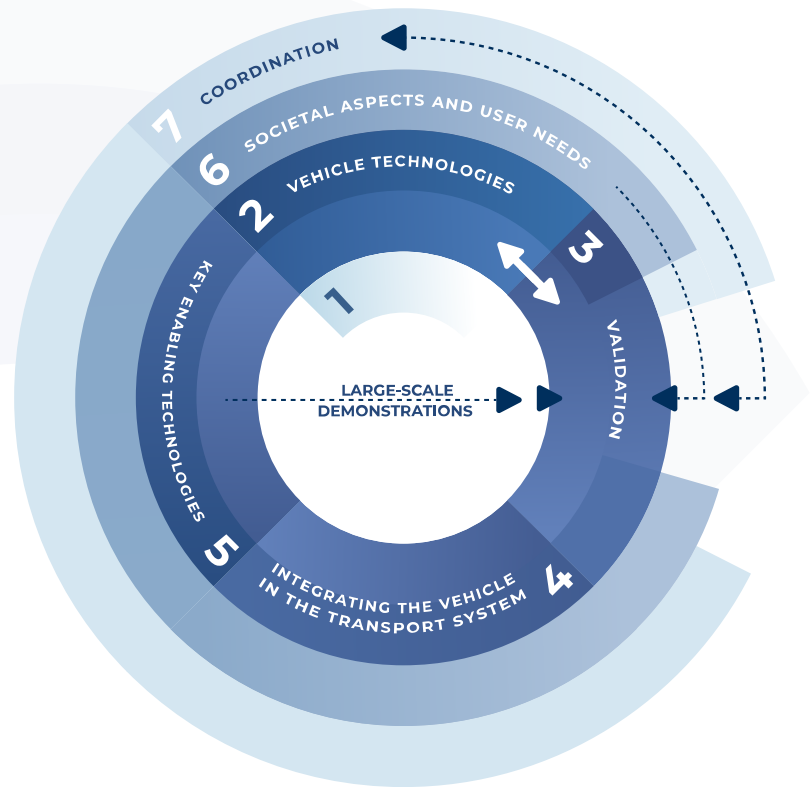 7 COORDINATION
6 SOCIETAL ASPECTS AND USER NEEDS
2 VEHICLE TECHNOLOGIES
3
VALIDATION
1
LARGE-SCALE
DEMONSTRATIONS
KEY ENABLING TECHNOLOGIES
5
INTEGRATING THE VEHICLE
IN THE TRANSPORT SYSTEM
4